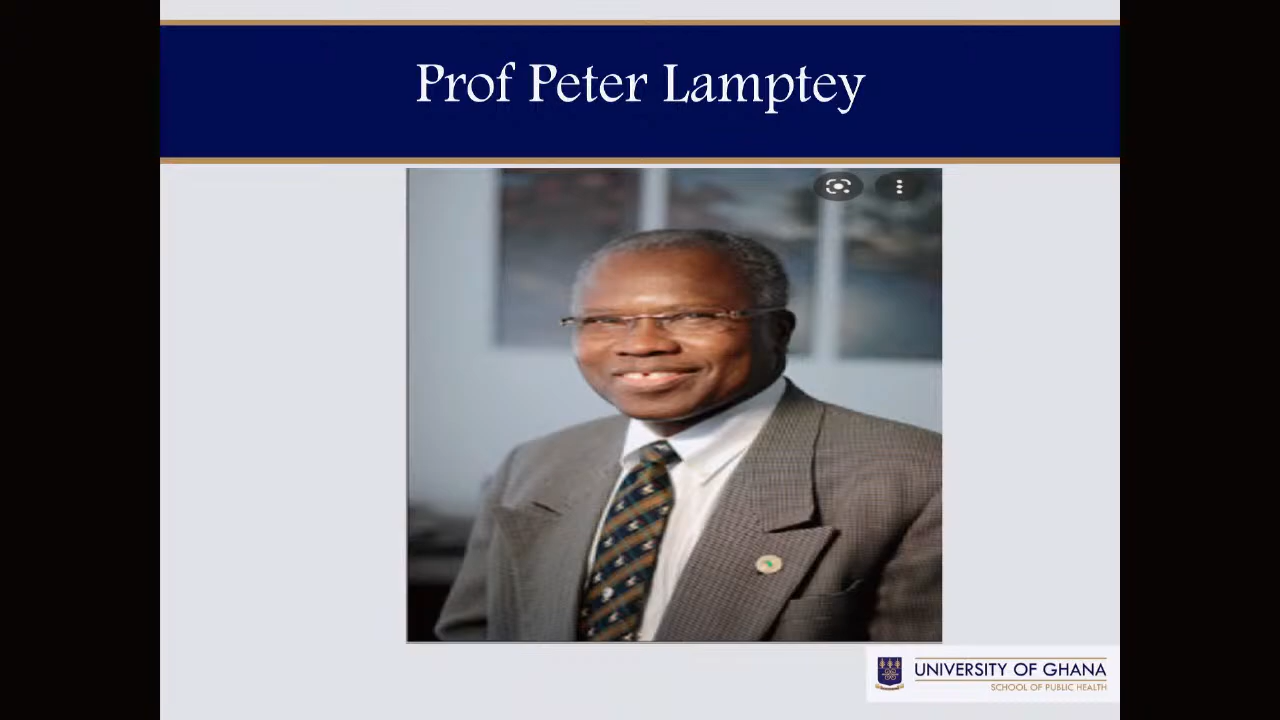 Prof Peter Lamptey
UNIVERSITY OF GHANA
SCHOOL OF PUBLIC HEALTH